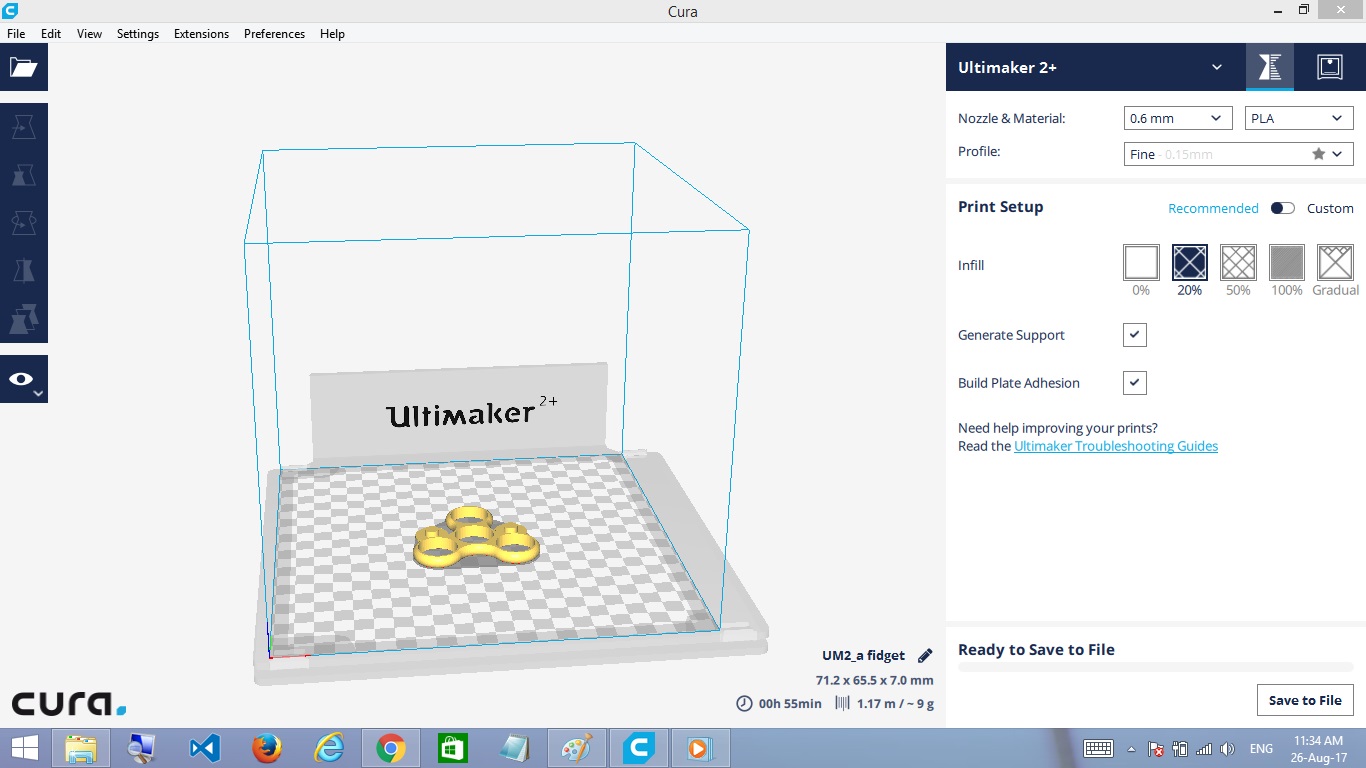 Cura
File Edit View Settings Extensions Preferences Help
Ultimaker 2+
Nozzle & Material: 0.6 mm PLA
Profile: Fine - 0.15mm
Print Setup Recommended Custom
Infill
0% 20% 50% 100% Gradual
Generate Support
Build Plate Adhesion
Need help improving your prints?
Read the Ultimaker Troubleshooting Guides
Ultimaker 2+
UM2_a fidget
71.2 x 65.5 x 7.0 mm
00h 55min 1.17 m / ~ 9 g
Ready to Save to File
Save to File
cura.
ENG
11:34 AM
26-Aug-17